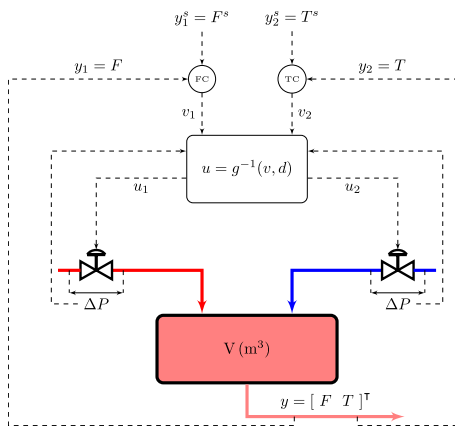 y₁ˢ = Fˢ
y₂ˢ = Tˢ
y₁ = F
FC
TC
y₂ = T
v₁
v₂
u = g⁻¹(v, d)
u₁
u₂
ΔP
ΔP
V (m³)
y = [ F T ]ᵀ